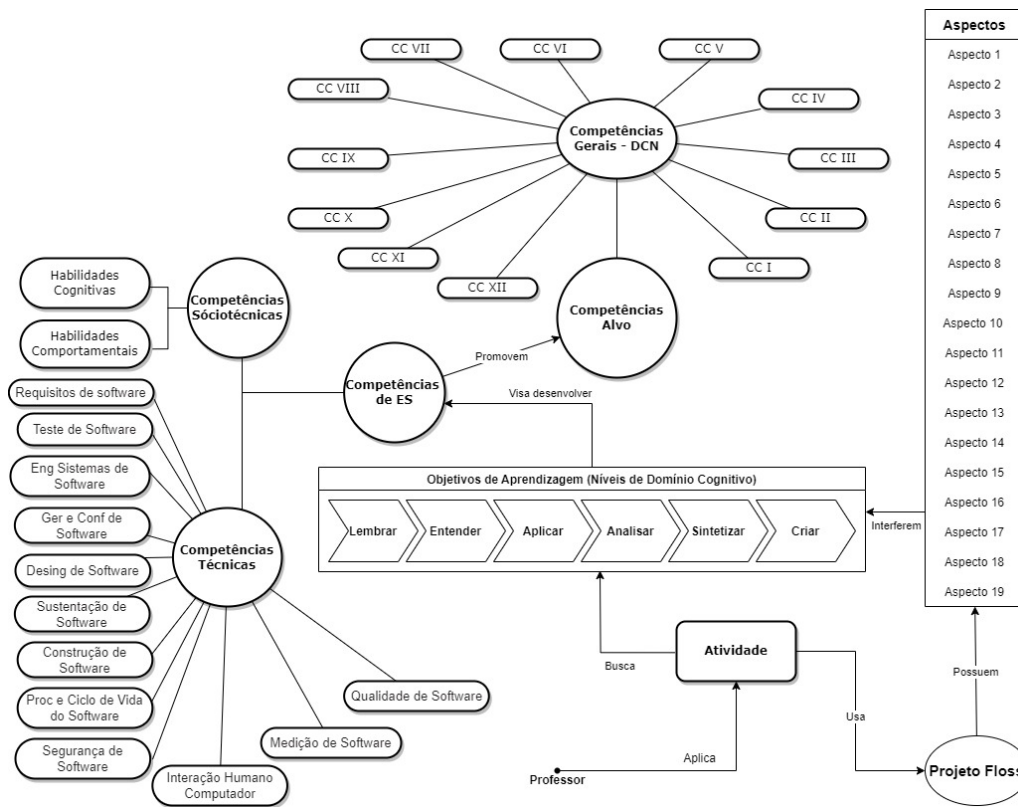 Aspectos
Aspecto 1
Aspecto 2
Aspecto 3
Aspecto 4
Aspecto 5
Aspecto 6
Aspecto 7
Aspecto 8
Aspecto 9
Aspecto 10
Aspecto 11
Aspecto 12
Aspecto 13
Aspecto 14
Aspecto 15
Aspecto 16
Aspecto 17
Aspecto 18
Aspecto 19
CC VII
CC VI
CC V
CC VIII
CC IV
Competências
Gerais - DCN
CC IX
CC III
CC X
CC II
CC XI
CC I
CC XII
Competências
Alvo
Habilidades
Cognitivas
Habilidades
Comportamentais
Competências
Sóciotécnicas
Promovem
Competências
de ES
Visa desenvolver
Requisitos de software
Teste de Software
Eng Sistemas de
Software
Ger e Conf de
Software
Desing de Software
Sustentação de
Software
Construção de
Software
Proc e Ciclo de Vida
do Software
Segurança de
Software
Interação Humano
Computador
Medição de Software
Qualidade de Software
Competências
Técnicas
Objetivos de Aprendizagem (Níveis de Domínio Cognitivo)
Lembrar
Entender
Aplicar
Analisar
Sintetizar
Criar
Interferem
Busca
Atividade
Possuem
Usa
Aplica
Professor
Projeto Floss